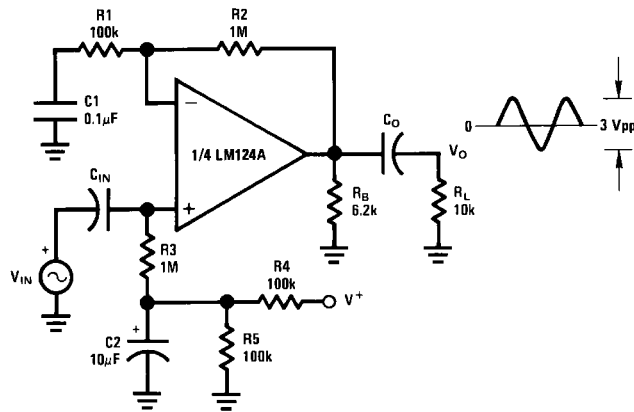 R1
100k
R2
1M
C1
0.1µF
−
1/4 LM124A
+
CO
VO
0
3 Vpp
CIN
RB
6.2k
RL
10k
+
VIN
R3
1M
R4
100k
V+
+
C2
10µF
R5
100k